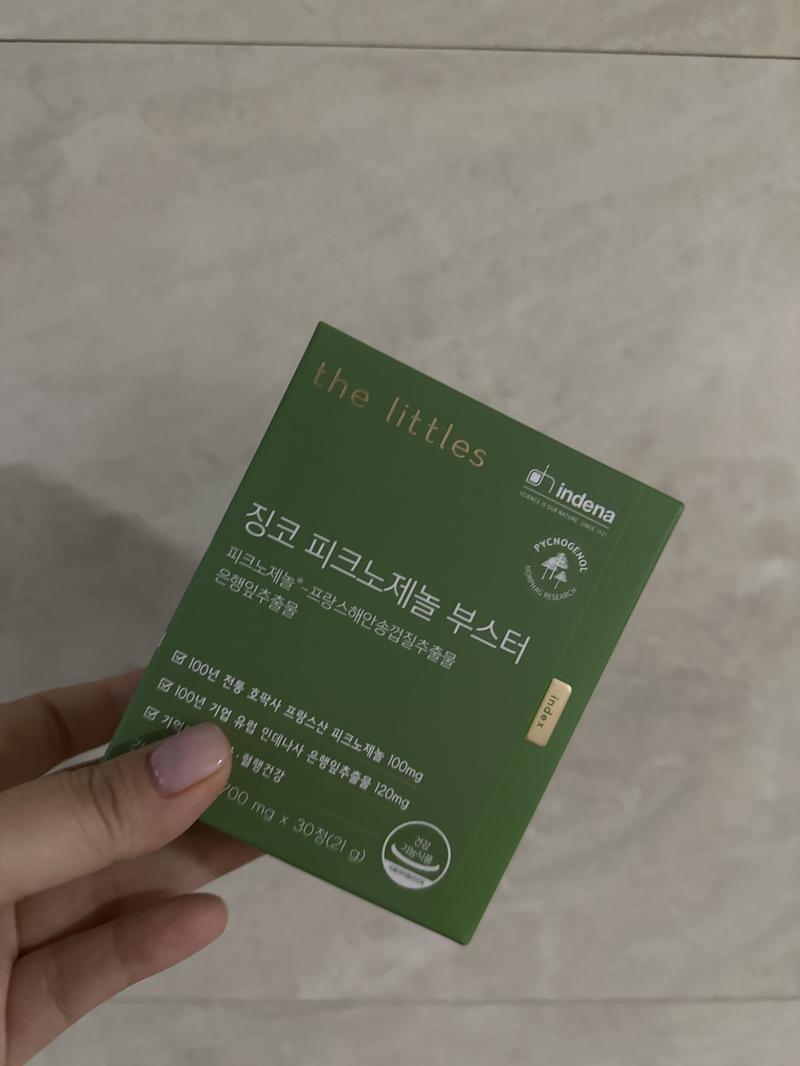 the littles
indena
SCIENCE IS OUR NATURE. SINCE 1921
PYCNOGENOL
HORPHAG RESEARCH
징코 피크노제놀 부스터
피크노제놀®-프랑스해안송껍질추출물
은행잎추출물
index
100년 전통 호팍사 프랑스산 피크노제놀 100mg
100년 기업 유럽 인데나사 은행잎추출물 120mg
· 혈행건강
700 mg x 30정(21 g)
건강
기능식품